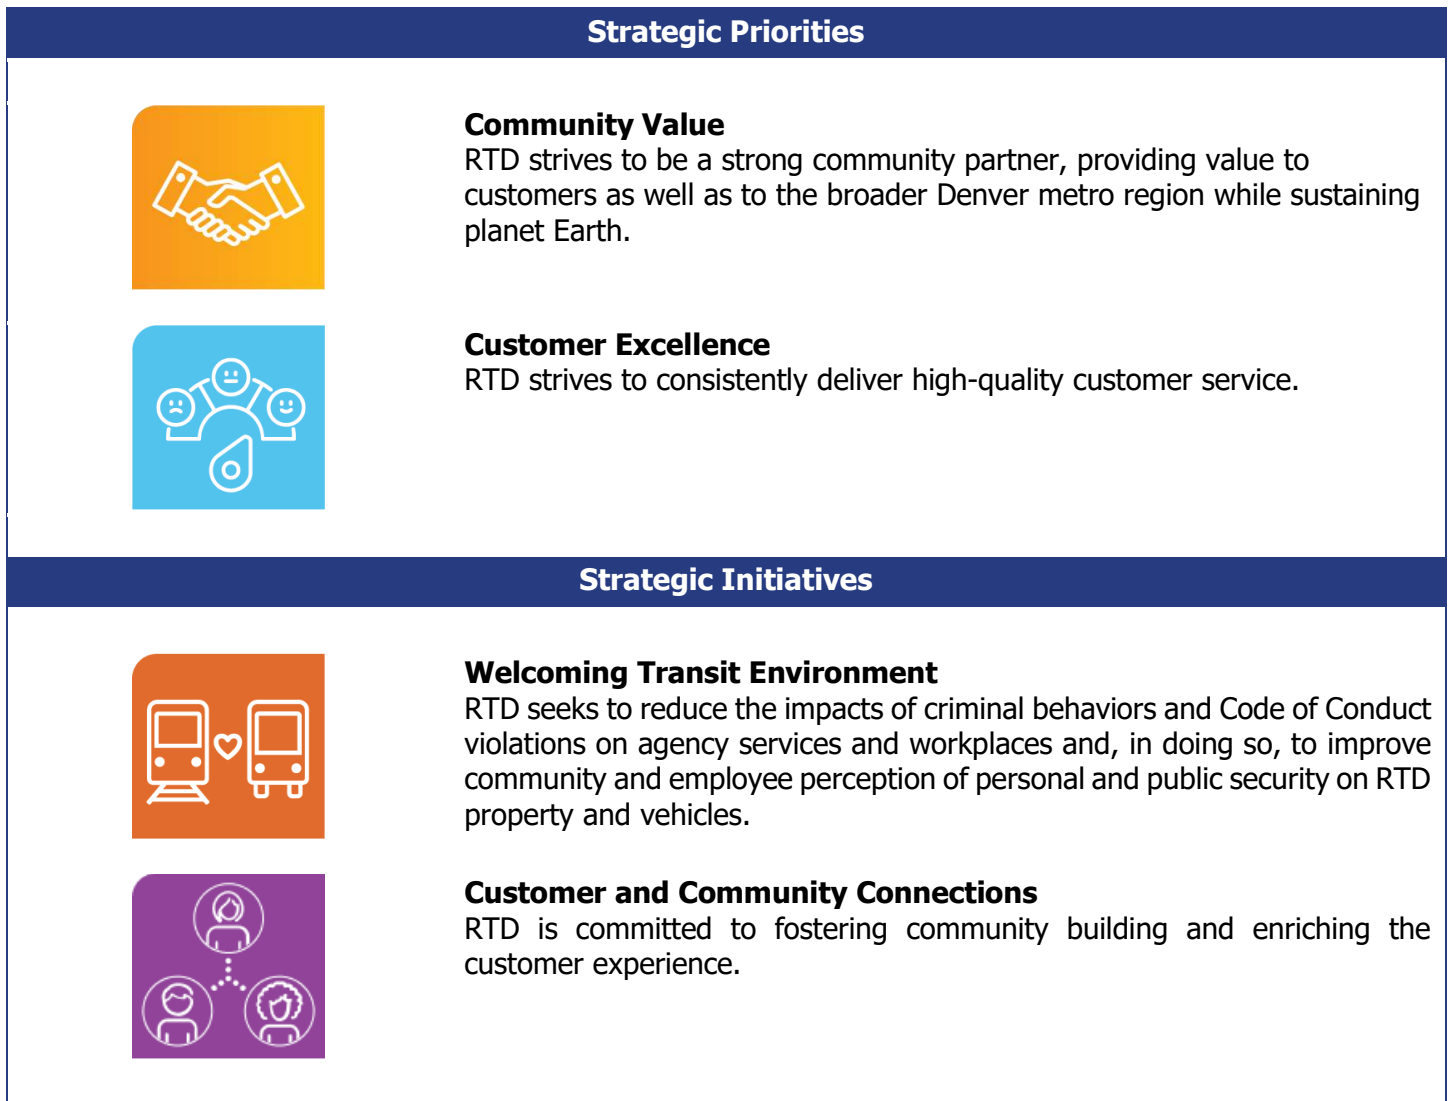 Strategic Priorities
Community Value
RTD strives to be a strong community partner, providing value to
customers as well as to the broader Denver metro region while sustaining
planet Earth.
Customer Excellence
RTD strives to consistently deliver high-quality customer service.
Strategic Initiatives
Welcoming Transit Environment
RTD seeks to reduce the impacts of criminal behaviors and Code of Conduct
violations on agency services and workplaces and, in doing so, to improve
community and employee perception of personal and public security on RTD
property and vehicles.
Customer and Community Connections
RTD is committed to fostering community building and enriching the
customer experience.